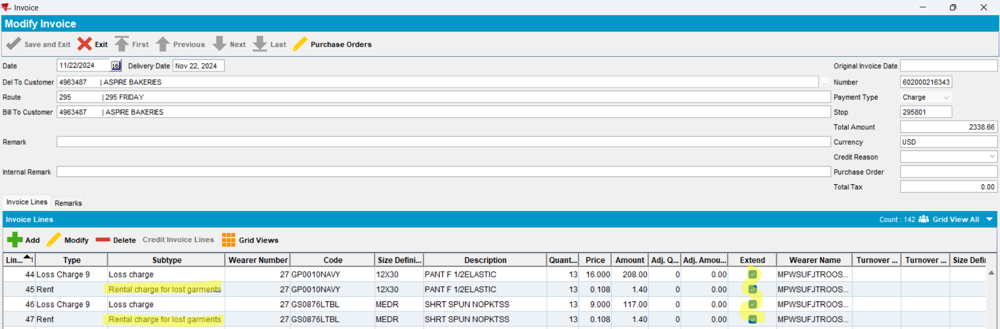 Invoice
Modify Invoice
Save and Exit Exit First Previous Next Last Purchase Orders
Date 11/22/2024 16 Delivery Date Nov 22, 2024 Original Invoice Date
Del To Customer 4963487 | ASPIRE BAKERIES ... Number 602000216343
Route 295 | 295 FRIDAY Payment Type Charge
Bill To Customer 4963487 | ASPIRE BAKERIES Stop 295801
Total Amount 2338.66
Remark Currency USD
Credit Reason
Internal Remark Purchase Order
Total Tax 0.00
Invoice Lines Remarks
Invoice Lines Count : 142 Grid View All
Add Modify Delete Credit Invoice Lines Grid Views
Lin... 1 Type Subtype Wearer Number Code Size Defini... Description Quant... Price Amount Adj. Q... Adj. Amou... Extend Wearer Name Turnover ... Turnover ... Size Defi
44 Loss Charge 9 Loss charge 27 GP0010NAVY 12X30 PANT F 1/2ELASTIC 13 16.000 208.00 0 0.00 MPWSUFJTROOS...
45 Rent Rental charge for lost garments 27 GP0010NAVY 12X30 PANT F 1/2ELASTIC 13 0.108 1.40 0 0.00 MPWSUFJTROOS...
46 Loss Charge 9 Loss charge 27 GS0876LTBL MEDR SHRT SPUN NOPKTSS 13 9.000 117.00 0 0.00 MPWSUFJTROOS...
47 Rent Rental charge for lost garments 27 GS0876LTBL MEDR SHRT SPUN NOPKTSS 13 0.108 1.40 0 0.00 MPWSUFJTROOS...